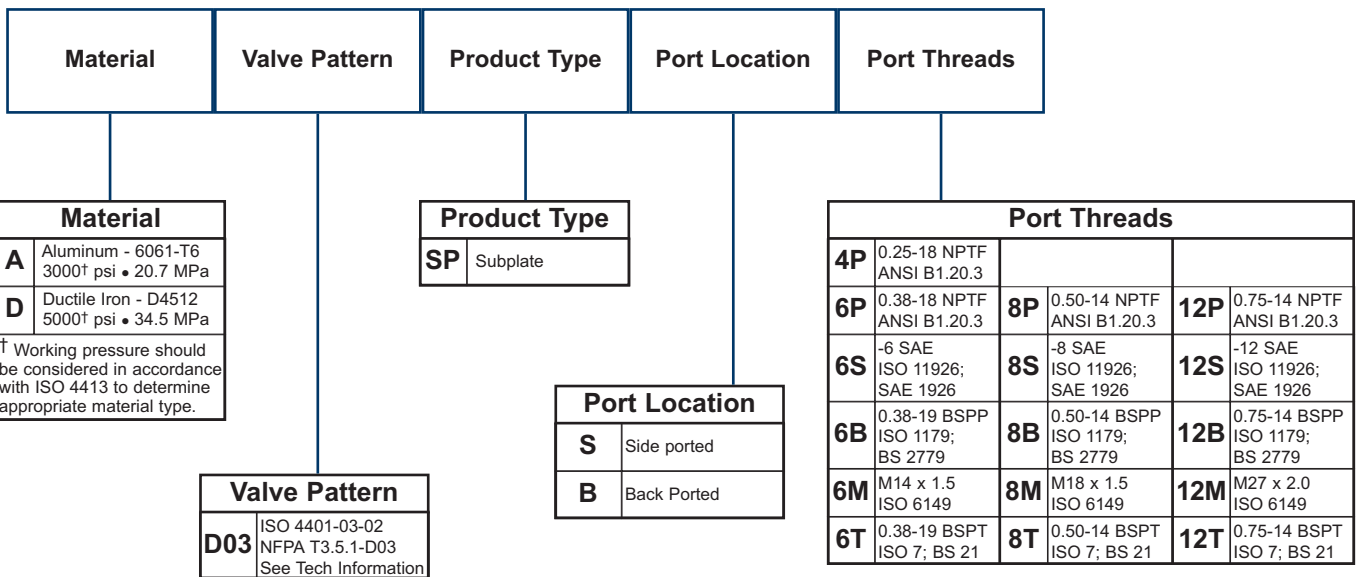 Material
Valve Pattern
Product Type
Port Location
Port Threads
Material
A
Aluminum - 6061-T6
3000† psi • 20.7 MPa
D
Ductile Iron - D4512
5000† psi • 34.5 MPa
† Working pressure should
be considered in accordance
with ISO 4413 to determine
appropriate material type.
Valve Pattern
D03
ISO 4401-03-02
NFPA T3.5.1-D03
See Tech Information
Product Type
SP
Subplate
Port Location
S
Side ported
B
Back Ported
Port Threads
4P
0.25-18 NPTF
ANSI B1.20.3
6P
0.38-18 NPTF
ANSI B1.20.3
8P
0.50-14 NPTF
ANSI B1.20.3
12P
0.75-14 NPTF
ANSI B1.20.3
6S
-6 SAE
ISO 11926;
SAE 1926
8S
-8 SAE
ISO 11926;
SAE 1926
12S
-12 SAE
ISO 11926;
SAE 1926
6B
0.38-19 BSPP
ISO 1179;
BS 2779
8B
0.50-14 BSPP
ISO 1179;
BS 2779
12B
0.75-14 BSPP
ISO 1179;
BS 2779
6M
M14 x 1.5
ISO 6149
8M
M18 x 1.5
ISO 6149
12M
M27 x 2.0
ISO 6149
6T
0.38-19 BSPT
ISO 7; BS 21
8T
0.50-14 BSPT
ISO 7; BS 21
12T
0.75-14 BSPT
ISO 7; BS 21